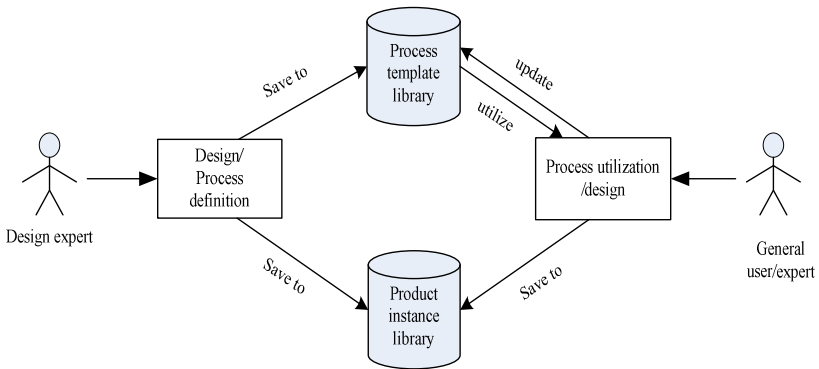 Process
template
library
Save to
update
utilize
Design/
Process
definition
Process utilization
/design
Design expert
General
user/expert
Save to
Save to
Product
instance
library